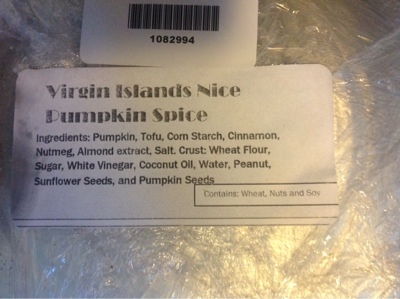 1082994
Virgin Islands Nice
Pumpkin Spice
Ingredients: Pumpkin, Tofu, Corn Starch, Cinnamon,
Nutmeg, Almond extract, Salt. Crust: Wheat Flour,
Sugar, White Vinegar, Coconut Oil, Water, Peanut,
Sunflower Seeds, and Pumpkin Seeds
Contains: Wheat, Nuts and Soy